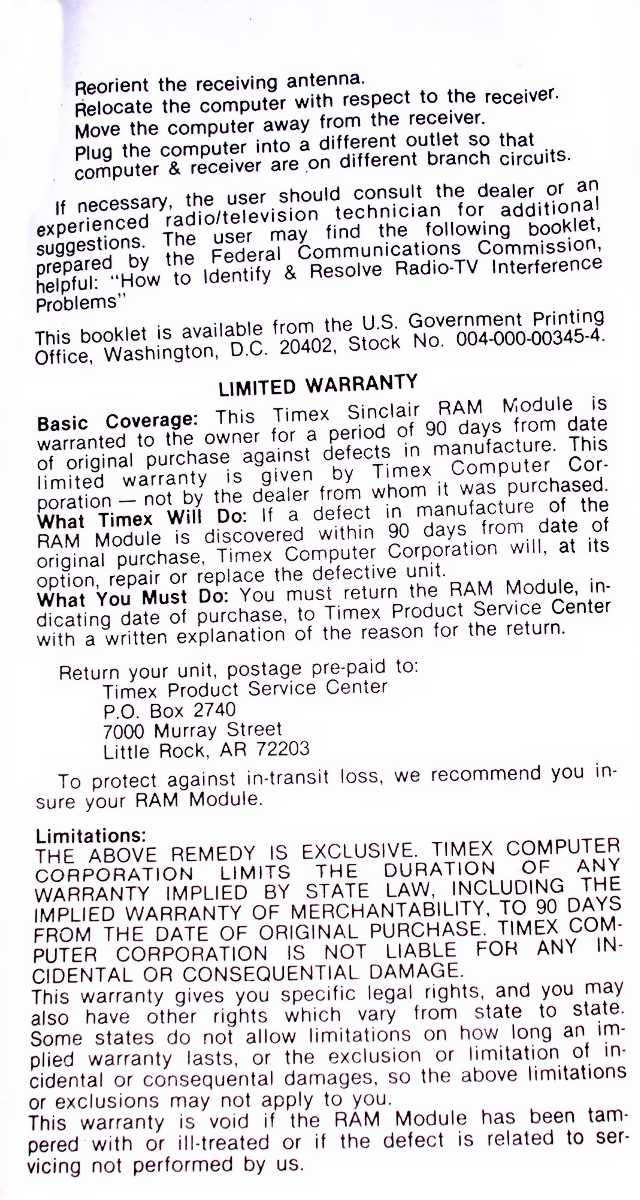 Reorient the receiving antenna.
Relocate the computer with respect to the receiver.
Move the computer away from the receiver.
Plug the computer into a different outlet so that
computer & receiver are on different branch circuits.
If necessary, the user should consult the dealer or an
experienced radio/television technician for additional
suggestions. The user may find the following booklet,
prepared by the Federal Communications Commission,
helpful: "How to Identify & Resolve Radio-TV Interference
Problems"
This booklet is available from the U.S. Government Printing
Office, Washington, D.C. 20402, Stock No. 004-000-00345-4.
LIMITED WARRANTY
Basic Coverage: This Timex Sinclair RAM Module is
warranted to the owner for a period of 90 days from date
of original purchase against defects in manufacture. This
limited warranty is given by Timex Computer Cor-
poration — not by the dealer from whom it was purchased.
What Timex Will Do: If a defect in manufacture of the
RAM Module is discovered within 90 days from date of
original purchase, Timex Computer Corporation will, at its
option, repair or replace the defective unit.
What You Must Do: You must return the RAM Module, in-
dicating date of purchase, to Timex Product Service Center
with a written explanation of the reason for the return.
Return your unit, postage pre-paid to:
Timex Product Service Center
P.O. Box 2740
7000 Murray Street
Little Rock, AR 72203
To protect against in-transit loss, we recommend you in-
sure your RAM Module.
Limitations:
THE ABOVE REMEDY IS EXCLUSIVE. TIMEX COMPUTER
CORPORATION LIMITS THE DURATION OF ANY
WARRANTY IMPLIED BY STATE LAW, INCLUDING THE
IMPLIED WARRANTY OF MERCHANTABILITY, TO 90 DAYS
FROM THE DATE OF ORIGINAL PURCHASE. TIMEX COM-
PUTER CORPORATION IS NOT LIABLE FOR ANY IN-
CIDENTAL OR CONSEQUENTIAL DAMAGE.
This warranty gives you specific legal rights, and you may
also have other rights which vary from state to state.
Some states do not allow limitations on how long an im-
plied warranty lasts, or the exclusion or limitation of in-
cidental or consequental damages, so the above limitations
or exclusions may not apply to you.
This warranty is void if the RAM Module has been tam-
pered with or ill-treated or if the defect is related to ser-
vicing not performed by us.